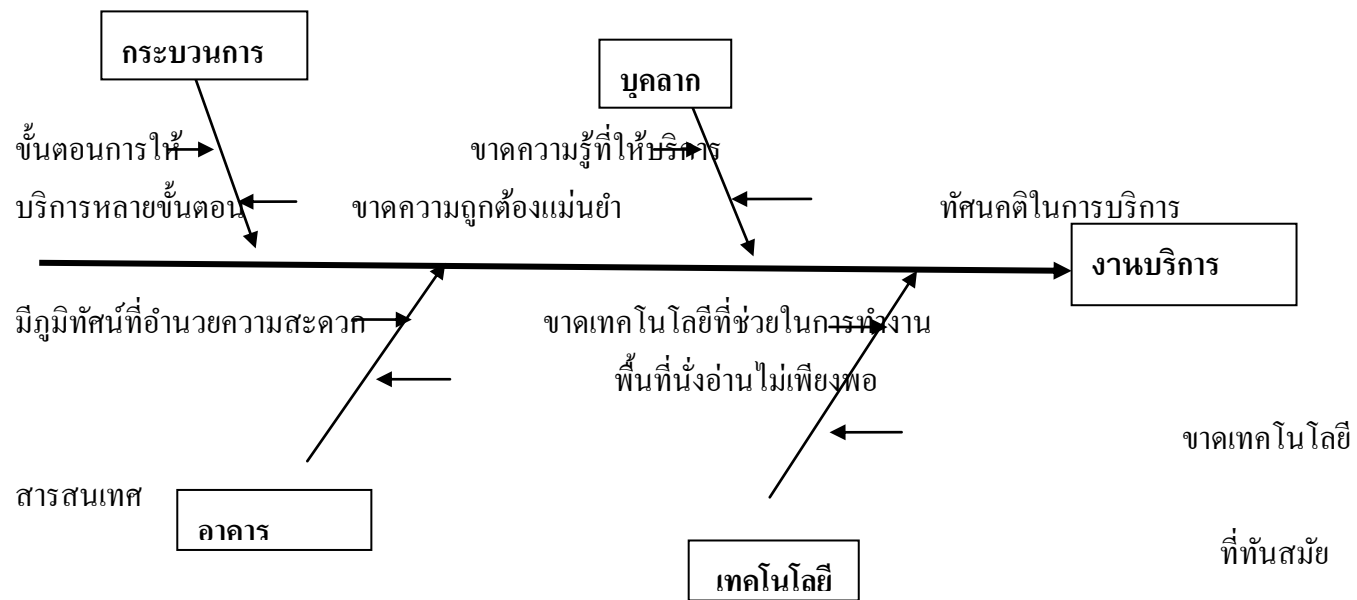 กระบวนการ
บุคลาก
ขั้นตอนการให้ ขาดความรู้ที่ให้บริการ
บริการหลายขั้นตอน ขาดความถูกต้องแม่นยำ ทัศนคติในการบริการ
งานบริการ
มีภูมิทัศน์ที่อำนวยความสะดวก ขาดเทคโนโลยีที่ช่วยในการทำงาน
พื้นที่นั่งอ่านไม่เพียงพอ
ขาดเทคโนโลยี
สารสนเทศ
อาคาร
ที่ทันสมัย
เทคโนโลยี